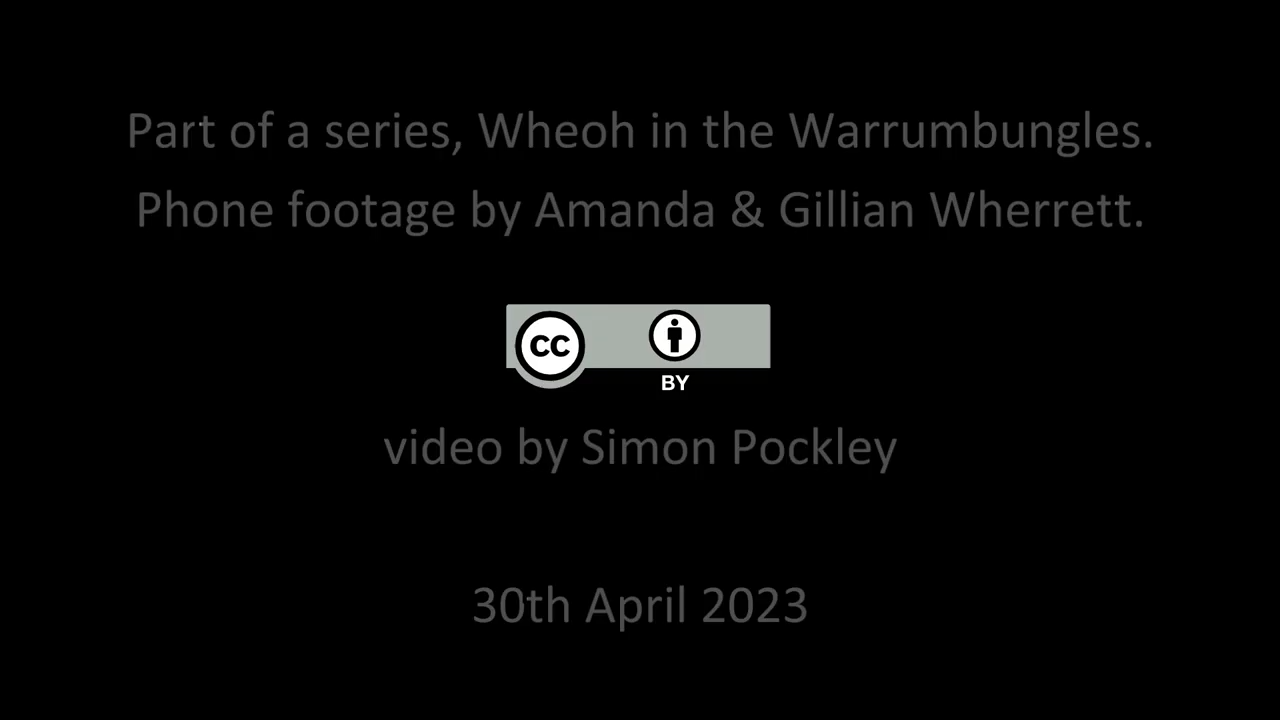 Part of a series, Wheoh in the Warrumbungles.
Phone footage by Amanda & Gillian Wherrett.
CC
BY
video by Simon Pockley
30th April 2023